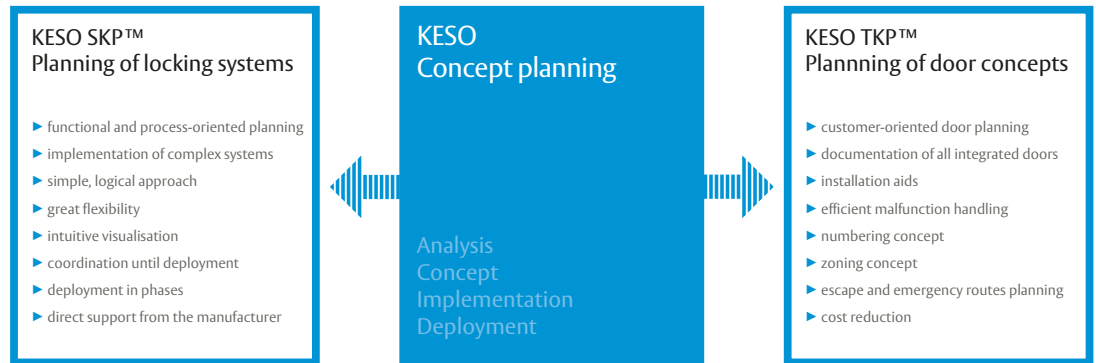 KESO SKP™
Planning of locking systems
► functional and process-oriented planning
► implementation of complex systems
► simple, logical approach
► great flexibility
► intuitive visualisation
► coordination until deployment
► deployment in phases
► direct support from the manufacturer
KESO
Concept planning
Analysis
Concept
Implementation
Deployment
KESO TKP™
Plannning of door concepts
► customer-oriented door planning
► documentation of all integrated doors
► installation aids
► efficient malfunction handling
► numbering concept
► zoning concept
► escape and emergency routes planning
► cost reduction